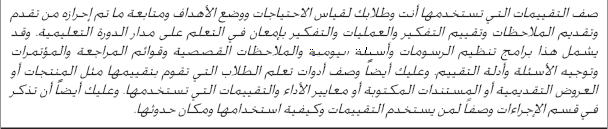 صف التقييمات التي تستخدمها أنت وطلابك لقياس الاحتياجات ووضع الأهداف ومتابعة ما تم إحرازه من تقدم
وتقديم الملاحظات وتقييم التفكير والعمليات والتفكير بإمعان في التعلم على مدار الدورة التعليمية. وقد
يشمل هذا برامج تنظيم الرسومات وأسئلة يومية والملاحظات القصصية وقوائم المراجعة والمؤتمرات
وتوجيه الأسئلة وأدلة التقييم. وعليك أيضاً وصف أدوات تعلم الطلاب التي تقوم بتقييمها مثل المنتجات أو
العروض التقديمية أو المستندات المكتوبة أو معايير الأداء والتقييمات التي تستخدمها. وعليك أيضاً أن تذكر
في قسم الإجراءات وصفاً لمن يستخدم التقييمات وكيفية استخدامها ومكان حدوثها.